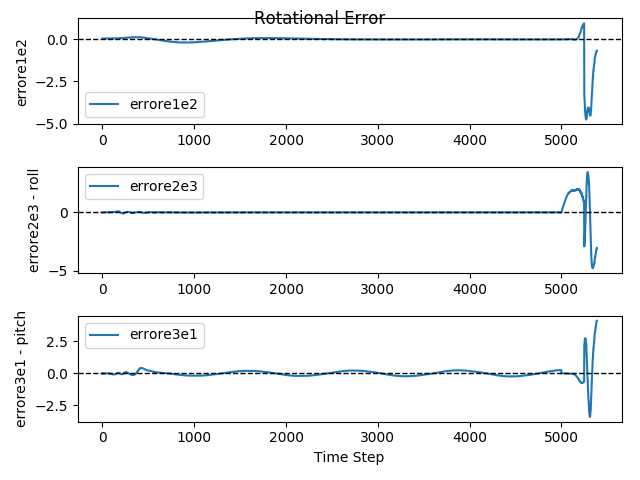 Rotational Error
errore1e2
0.0
−2.5
−5.0
errore1e2
0 1000 2000 3000 4000 5000
errore2e3 - roll
0
−5
errore2e3
0 1000 2000 3000 4000 5000
errore3e1 - pitch
2.5
0.0
−2.5
errore3e1
0 1000 2000 3000 4000 5000
Time Step